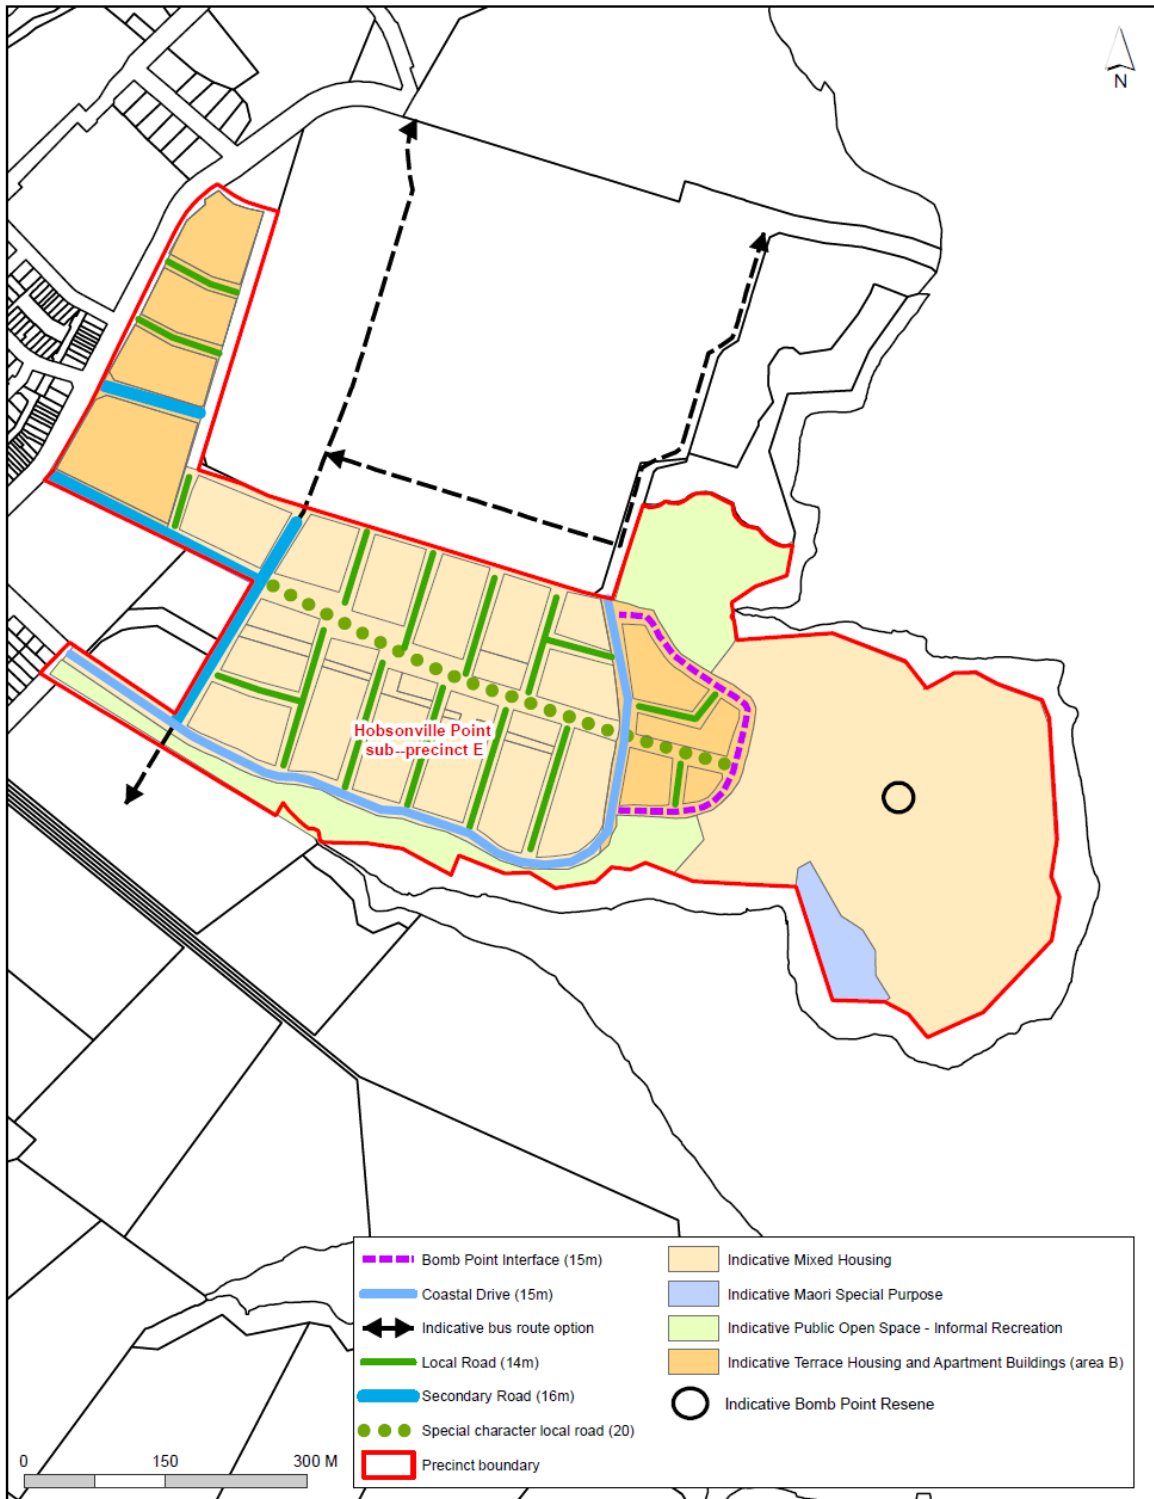 N
Hobsonville Point
sub--precinct E
Bomb Point Interface (15m)
Coastal Drive (15m)
Indicative bus route option
Local Road (14m)
Secondary Road (16m)
Special character local road (20)
Precinct boundary
Indicative Mixed Housing
Indicative Maori Special Purpose
Indicative Public Open Space - Informal Recreation
Indicative Terrace Housing and Apartment Buildings (area B)
Indicative Bomb Point Resene
0 150 300 M